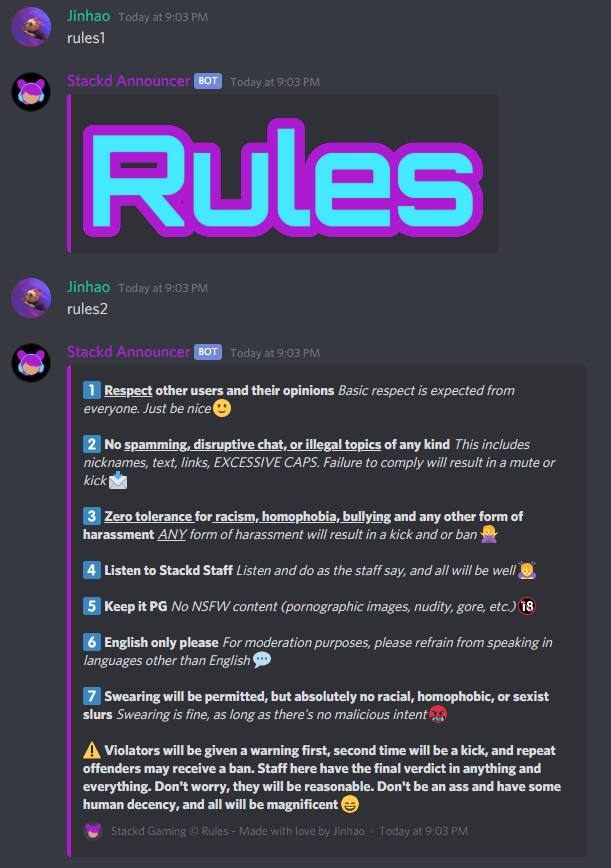 Jinhao Today at 9:03 PM
rules1
Stackd Announcer BOT Today at 9:03 PM
Rules
Jinhao Today at 9:03 PM
rules2
Stackd Announcer BOT Today at 9:03 PM
1 Respect other users and their opinions Basic respect is expected from
everyone. Just be nice
2 No spamming, disruptive chat, or illegal topics of any kind This includes
nicknames, text, links, EXCESSIVE CAPS. Failure to comply will result in a mute or
kick
3 Zero tolerance for racism, homophobia, bullying and any other form of
harassment ANY form of harassment will result in a kick and or ban
4 Listen to Stackd Staff Listen and do as the staff say, and all will be well
5 Keep it PG No NSFW content (pornographic images, nudity, gore, etc.) 18
6 English only please For moderation purposes, please refrain from speaking in
languages other than English
7 Swearing will be permitted, but absolutely no racial, homophobic, or sexist
slurs Swearing is fine, as long as there's no malicious intent
Violators will be given a warning first, second time will be a kick, and repeat
offenders may receive a ban. Staff here have the final verdict in anything and
everything. Don't worry, they will be reasonable. Don't be an ass and have some
human decency, and all will be magnificent
Stackd Gaming © Rules - Made with love by Jinhao • Today at 9:03 PM